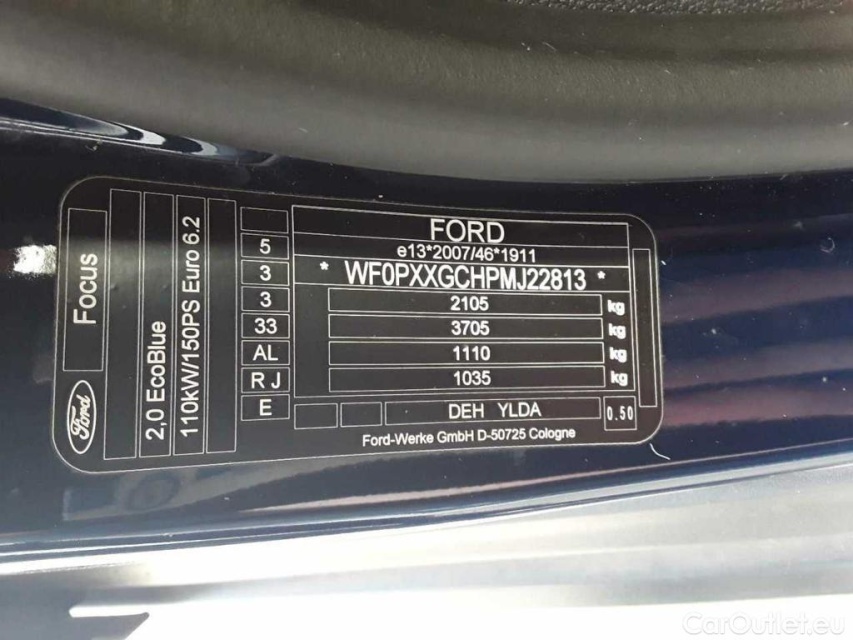 FORD
e13*2007/46*1911
* WF0PXXGCHPMJ22813 *
2105 kg
3705 kg
1110 kg
1035 kg
DEH YLDA 0.50
Ford-Werke GmbH D-50725 Cologne
5
3
3
33
AL
R J
E
Focus
Ford
2,0 EcoBlue
110kW/150PS Euro 6.2
CarOutlet.eu